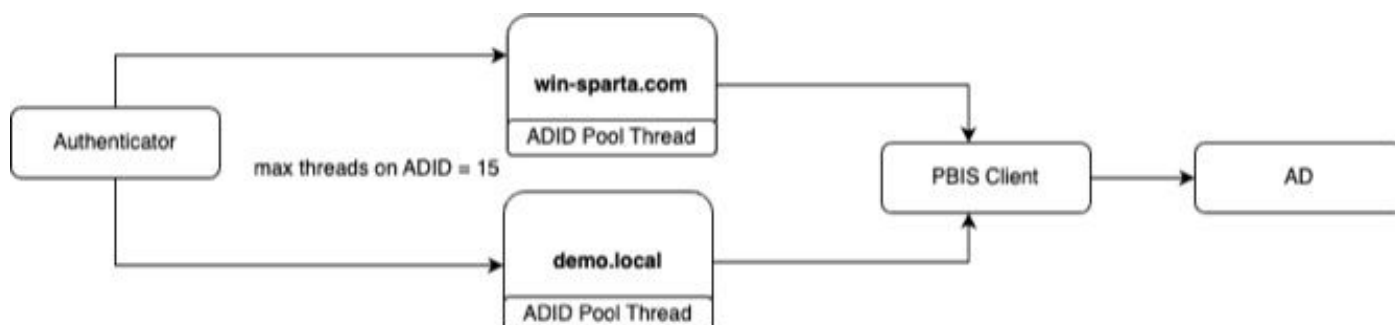 win-sparta.com
ADID Pool Thread
Authenticator
max threads on ADID = 15
PBIS Client
AD
demo.local
ADID Pool Thread